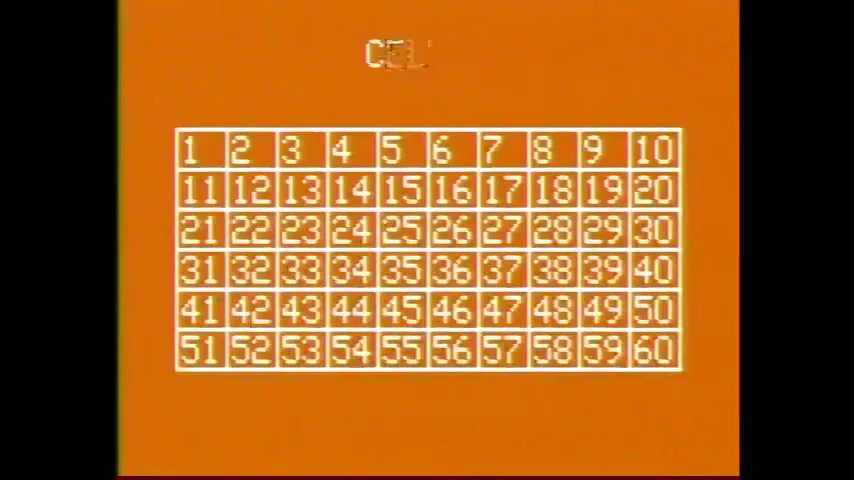 1 2 3 4 5 6 7 8 9 10
11 12 13 14 15 16 17 18 19 20
21 22 23 24 25 26 27 28 29 30
31 32 33 34 35 36 37 38 39 40
41 42 43 44 45 46 47 48 49 50
51 52 53 54 55 56 57 58 59 60